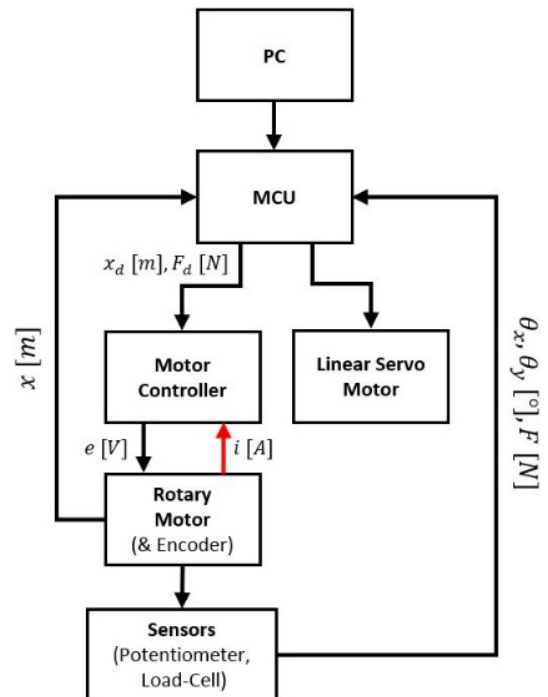 PC
MCU
x_d [m], F_d [N]
Motor
Controller
Linear Servo
Motor
x [m]
θ_x, θ_y [°], F [N]
e [V]
i [A]
Rotary
Motor
(& Encoder)
Sensors
(Potentiometer,
Load-Cell)